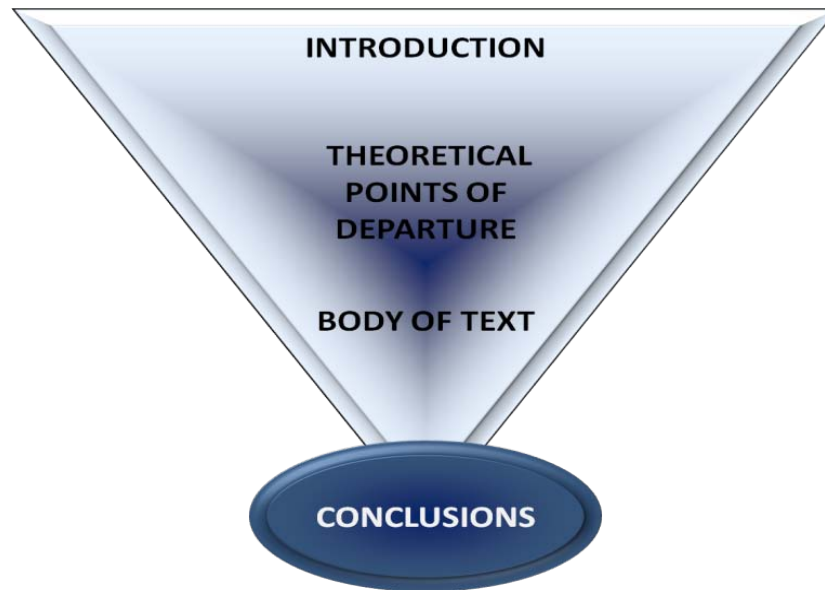 INTRODUCTION
THEORETICAL
POINTS OF
DEPARTURE
BODY OF TEXT
CONCLUSIONS